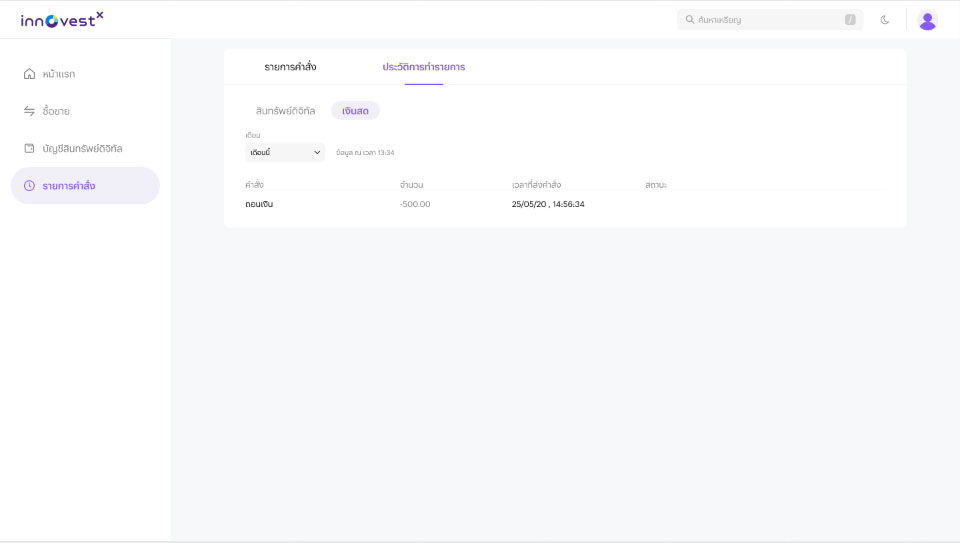 innovestx
ค้นหาเหรียญ /
หน้าแรก
ซื้อขาย
บัญชีสินทรัพย์ดิจิทัล
รายการคำสั่ง
รายการคำสั่ง ประวัติการทำรายการ
สินทรัพย์ดิจิทัล เงินสด
เดือน
เดือนนี้ ข้อมูล ณ เวลา 13:34
คำสั่ง จำนวน เวลาที่ส่งคำสั่ง สถานะ
ถอนเงิน -500.00 25/05/20 , 14:56:34